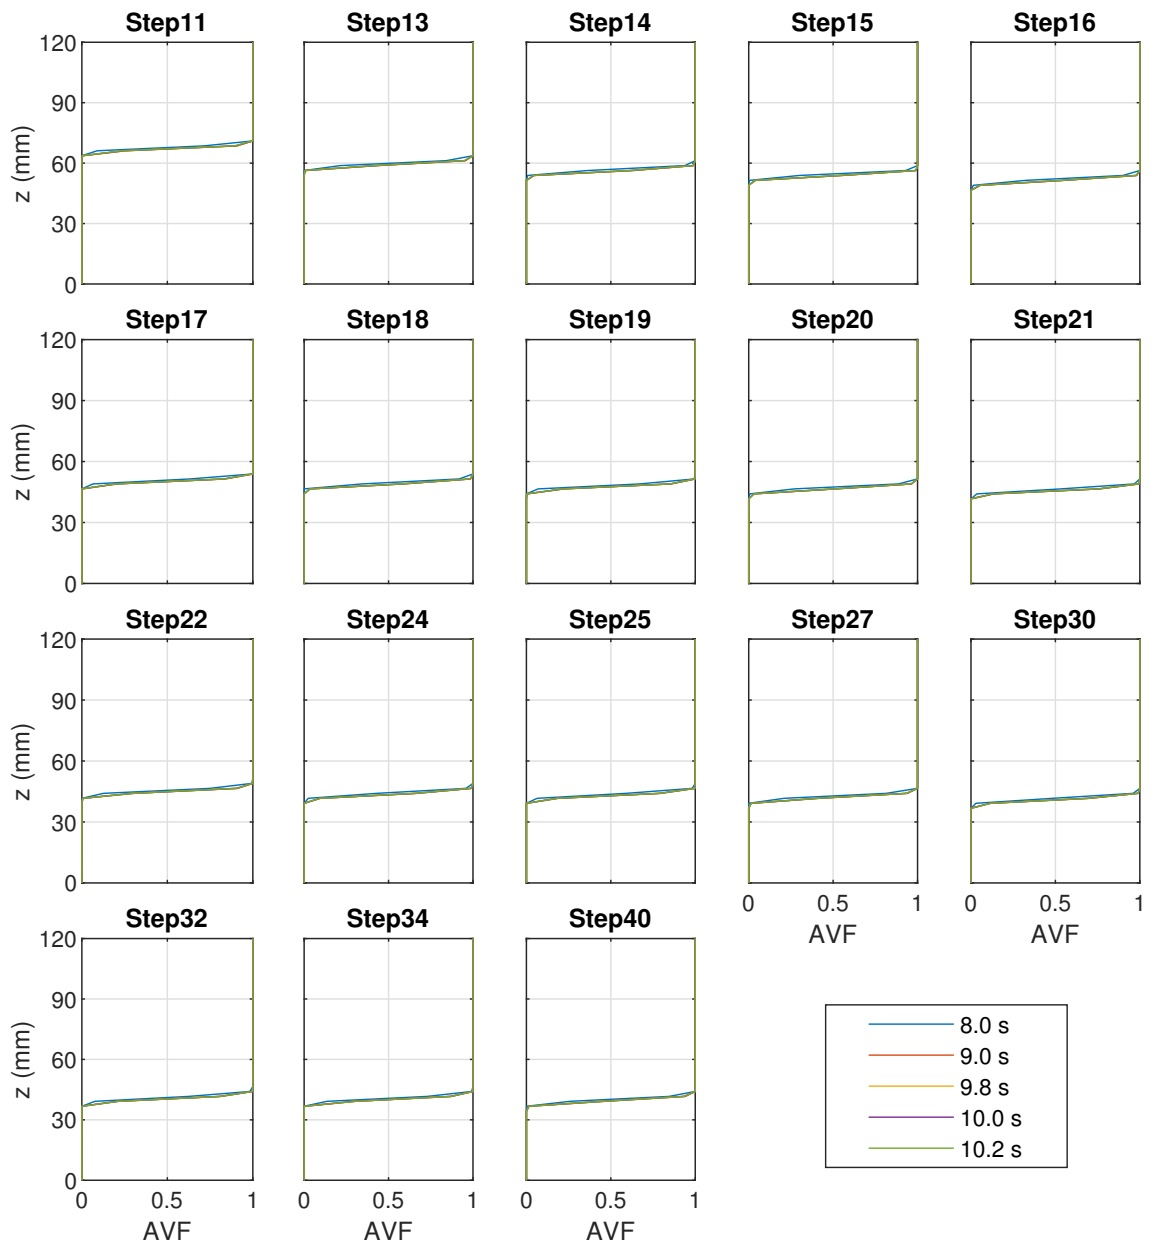 Step11 Step13 Step14 Step15 Step16
120
90
60
30
0
z (mm)
Step17 Step18 Step19 Step20 Step21
120
90
60
30
0
z (mm)
Step22 Step24 Step25 Step27 Step30
120
90
60
30
0
z (mm)
0 0.5 1 0 0.5 1
AVF AVF
Step32 Step34 Step40
120
90
60
30
0
z (mm)
0 0.5 1 0 0.5 1 0 0.5 1
AVF AVF AVF
8.0 s
9.0 s
9.8 s
10.0 s
10.2 s